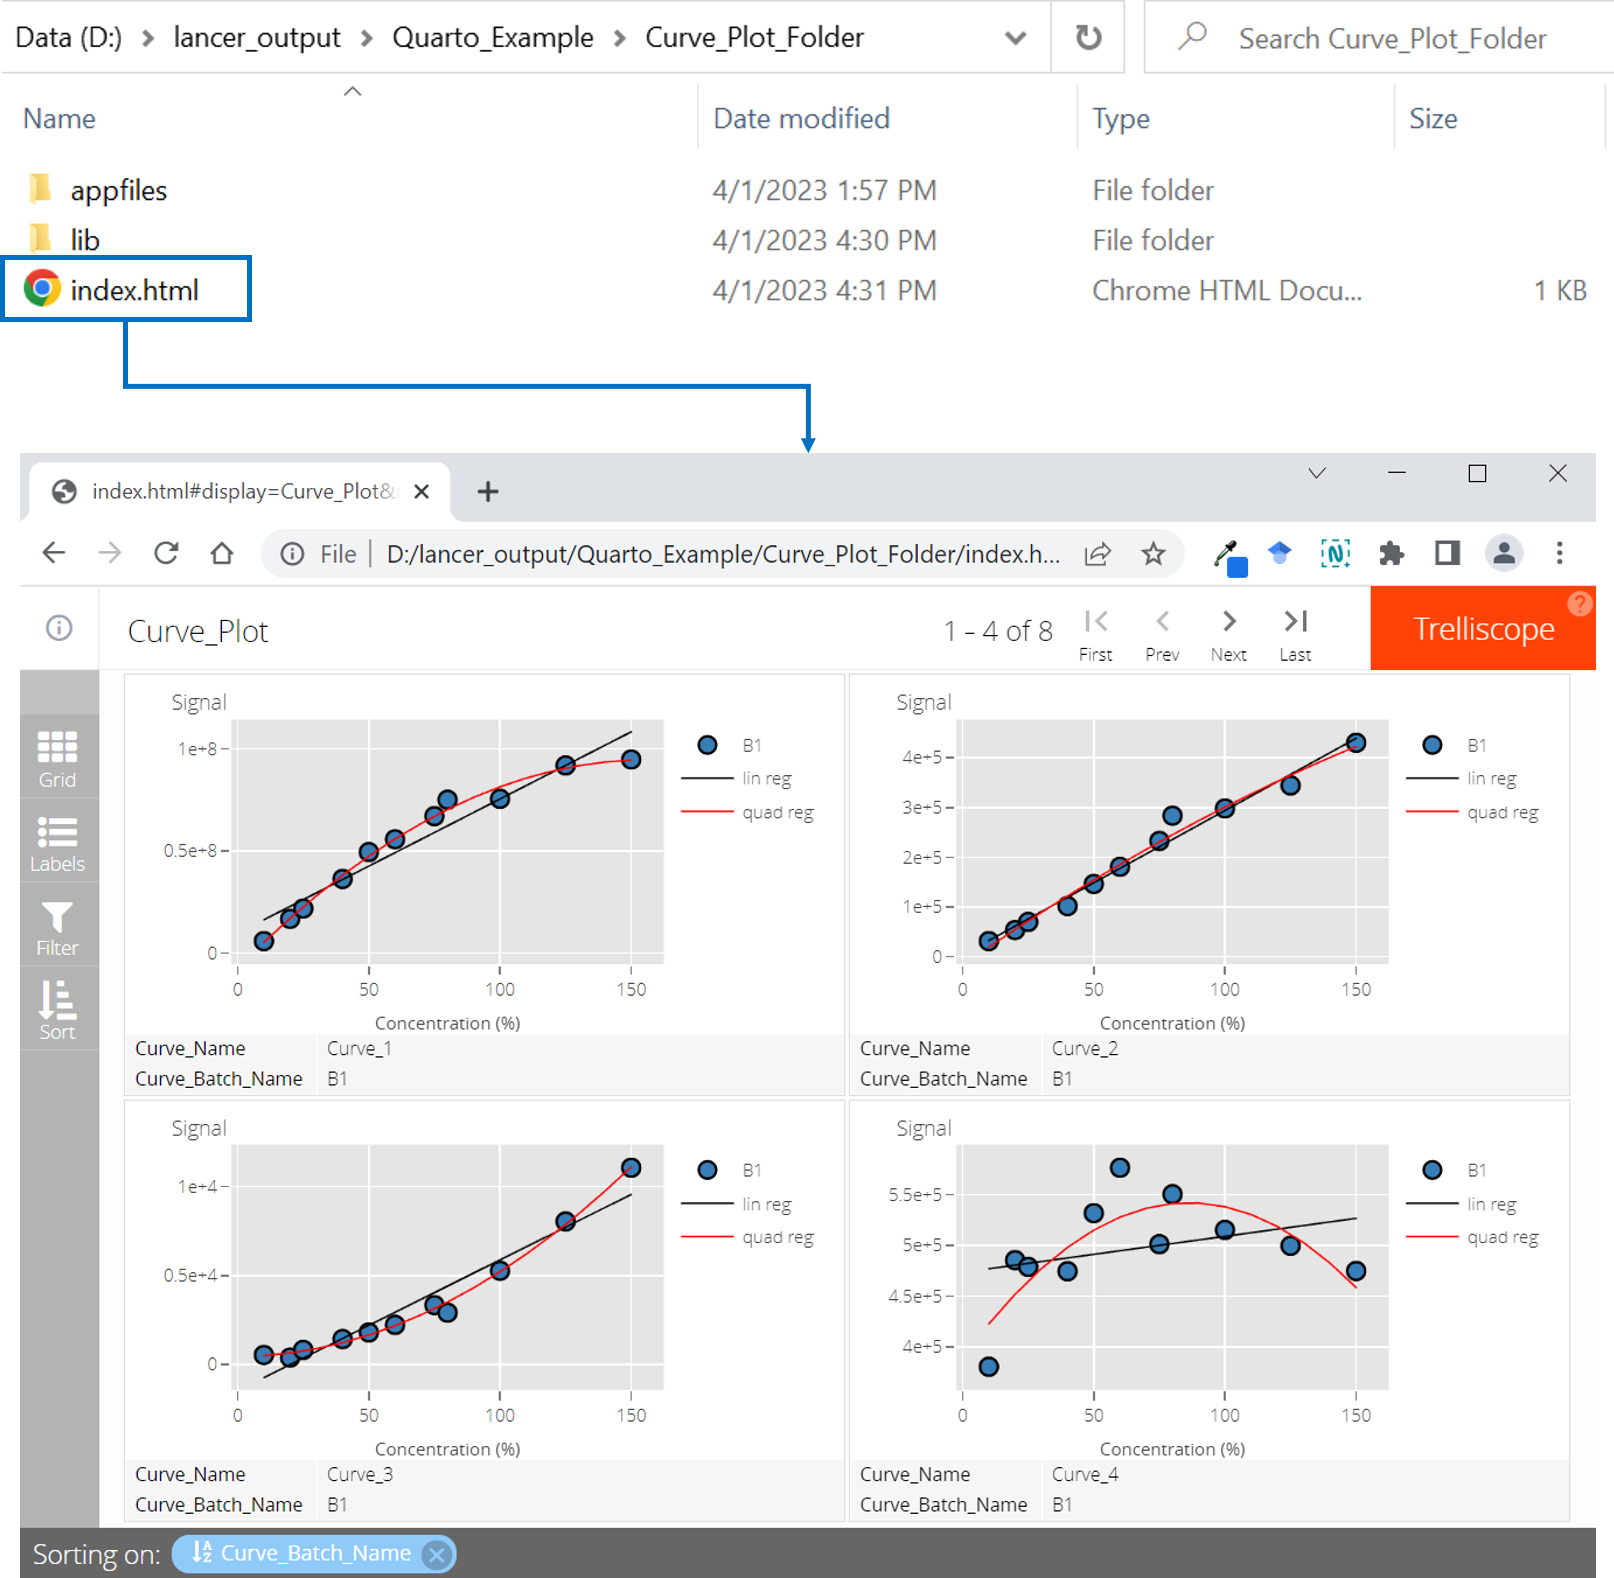 Data (D:) > lancer_output > Quarto_Example > Curve_Plot_Folder
Search Curve_Plot_Folder
Name Date modified Type Size
appfiles 4/1/2023 1:57 PM File folder
lib 4/1/2023 4:30 PM File folder
index.html 4/1/2023 4:31 PM Chrome HTML Docu... 1 KB
index.html#display=Curve_Plot&
File D:/lancer_output/Quarto_Example/Curve_Plot_Folder/index.h...
Curve_Plot
1 - 4 of 8
First Prev Next Last
Trelliscope
?
Grid
Labels
Filter
Sort
Signal
1e+8
0.5e+8
0
0 50 100 150
Concentration (%)
B1
lin reg
quad reg
Curve_Name Curve_1
Curve_Batch_Name B1
Signal
4e+5
3e+5
2e+5
1e+5
0
0 50 100 150
Concentration (%)
B1
lin reg
quad reg
Curve_Name Curve_2
Curve_Batch_Name B1
Signal
1e+4
0.5e+4
0
0 50 100 150
Concentration (%)
B1
lin reg
quad reg
Curve_Name Curve_3
Curve_Batch_Name B1
Signal
5.5e+5
5e+5
4.5e+5
4e+5
0 50 100 150
Concentration (%)
B1
lin reg
quad reg
Curve_Name Curve_4
Curve_Batch_Name B1
Sorting on: Curve_Batch_Name